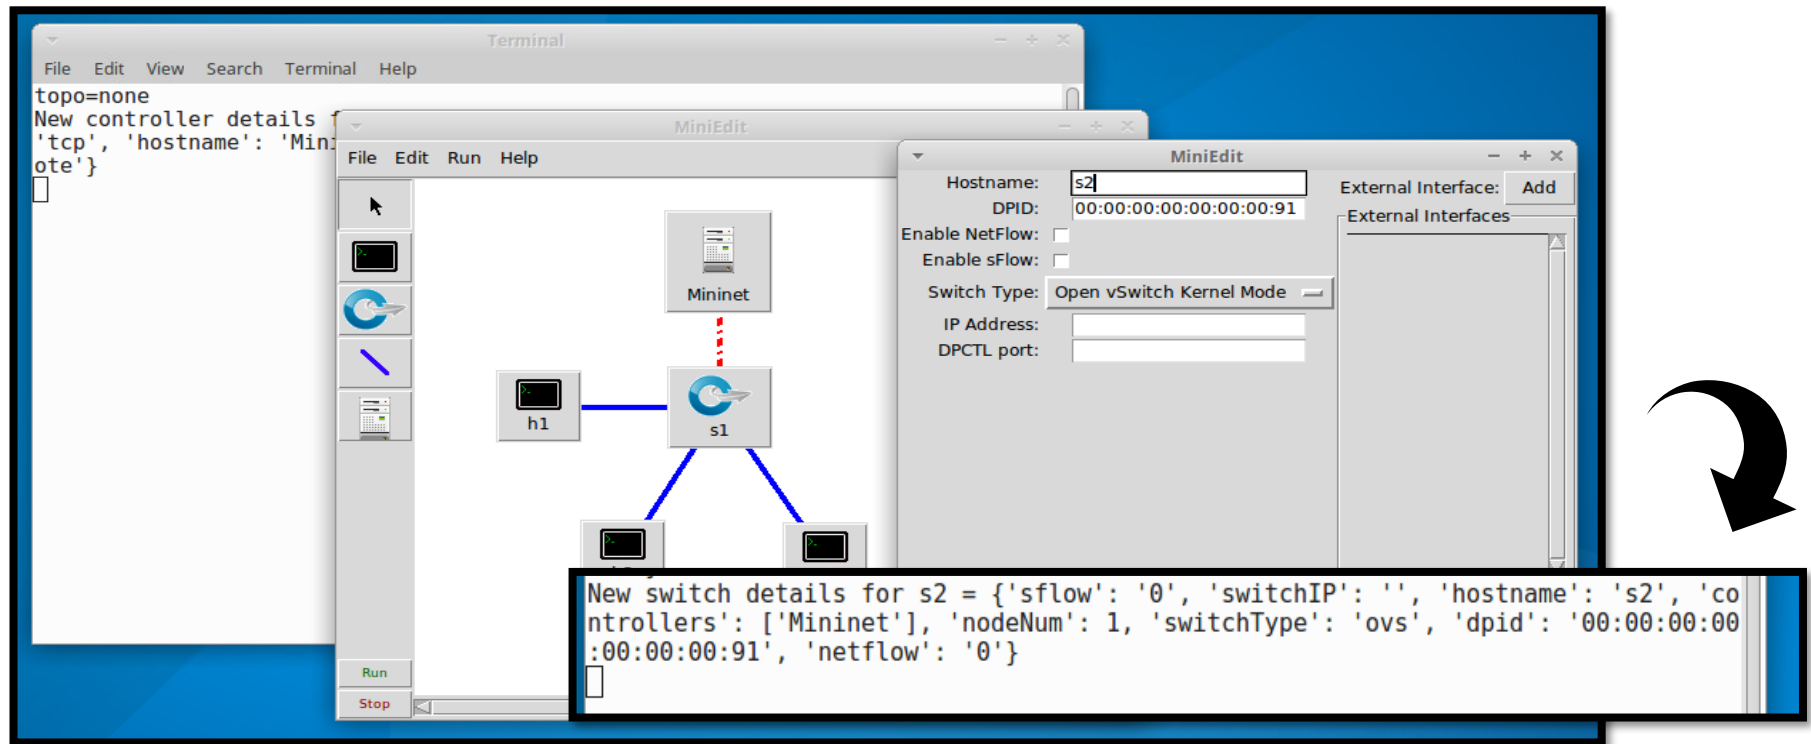 Terminal
File Edit View Search Terminal Help
topo=none
New controller details
'tcp', 'hostname': 'Min
ote'}
MiniEdit
File Edit Run Help
Mininet
h1
s1
Run
Stop
MiniEdit
Hostname: s2
DPID: 00:00:00:00:00:00:00:91
Enable NetFlow:
Enable sFlow:
Switch Type: Open vSwitch Kernel Mode
IP Address:
DPCTL port:
External Interface: Add
External Interfaces
New switch details for s2 = {'sflow': '0', 'switchIP': '', 'hostname': 's2', 'co
ntrollers': ['Mininet'], 'nodeNum': 1, 'switchType': 'ovs', 'dpid': '00:00:00:00
:00:00:00:91', 'netflow': '0'}